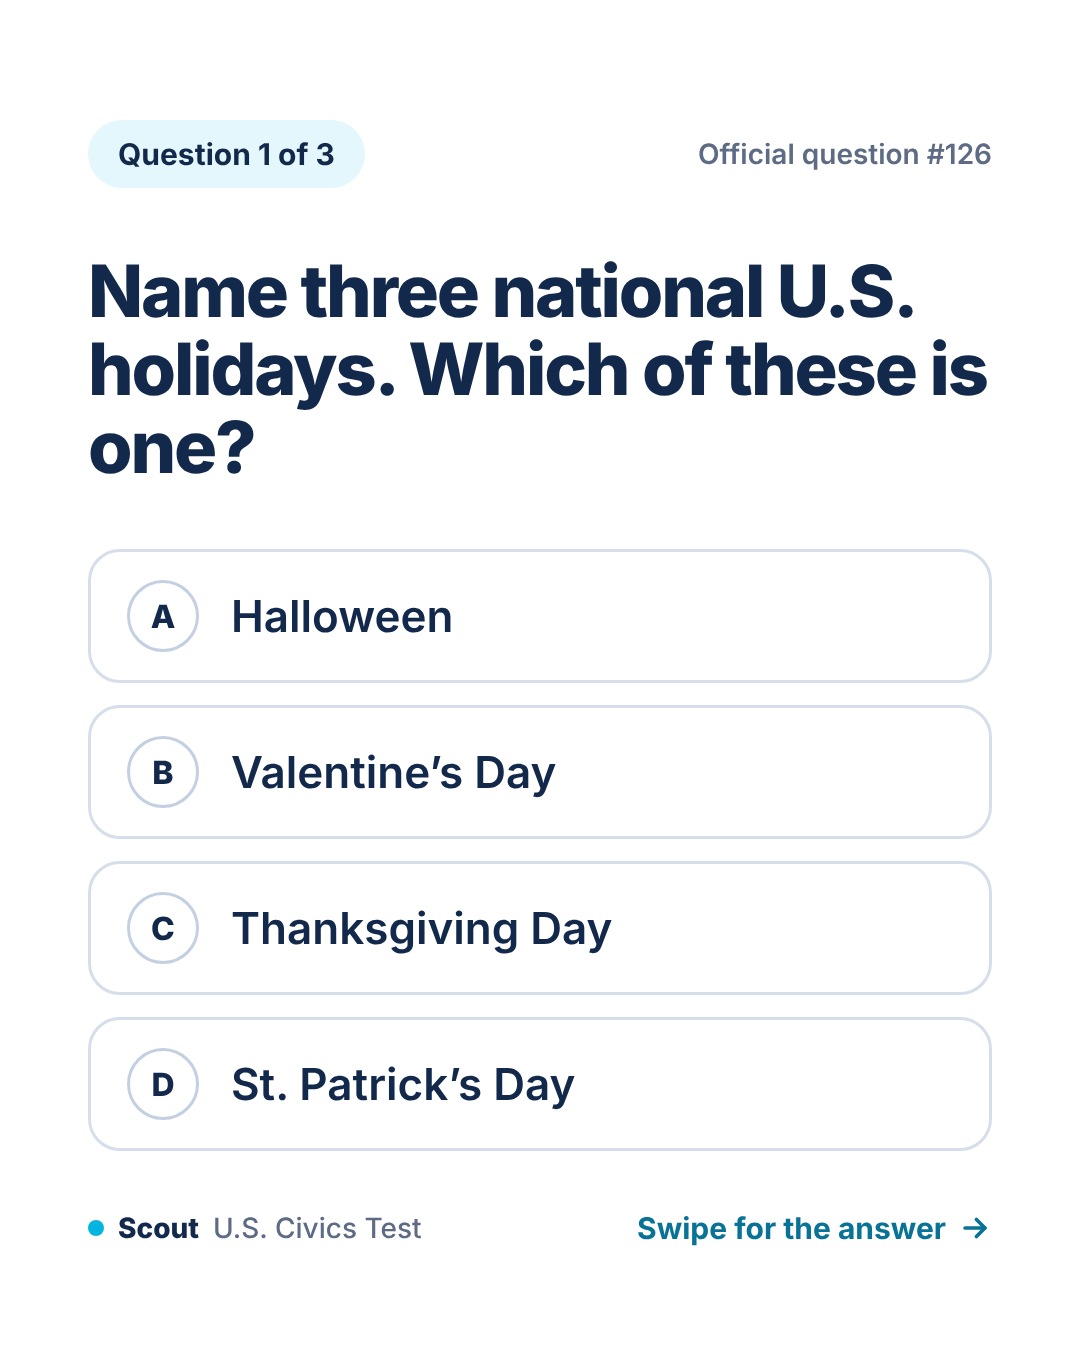 Question 1 of 3
Official question #126
Name three national U.S.
holidays. Which of these is
one?
A Halloween
B Valentine’s Day
C Thanksgiving Day
D St. Patrick’s Day
Scout U.S. Civics Test
Swipe for the answer →